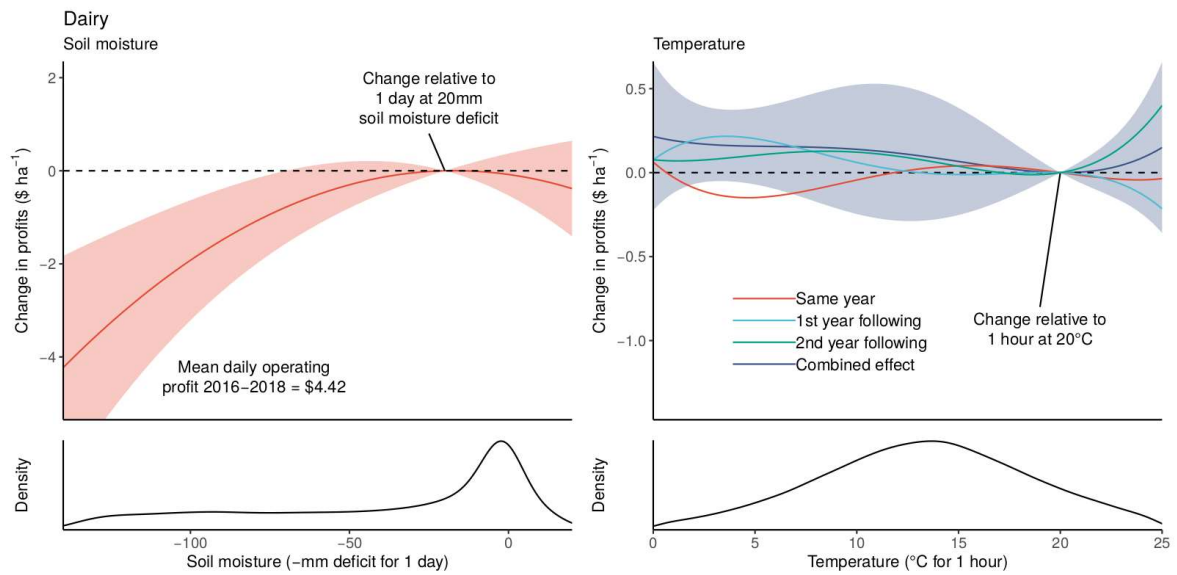 Dairy
Soil moisture
Change in profits ($ ha⁻¹)
2
0
−2
−4
Change relative to
1 day at 20mm
soil moisture deficit
Mean daily operating
profit 2016−2018 = $4.42
Density
−100
−50
0
Soil moisture (−mm deficit for 1 day)
Temperature
Change in profits ($ ha⁻¹)
0.5
0.0
−0.5
−1.0
Same year
1st year following
2nd year following
Combined effect
Change relative to
1 hour at 20°C
Density
0
5
10
15
20
25
Temperature (°C for 1 hour)